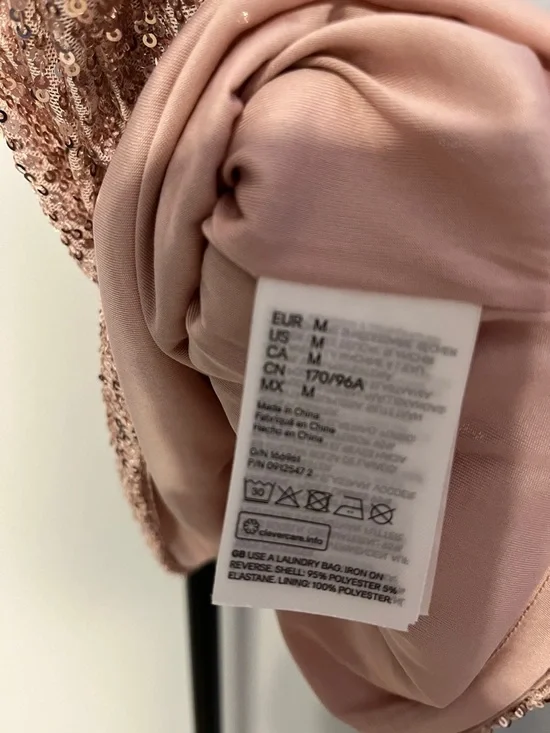 EUR M
US M
CA M
CN 170/96A
MX M
Made in China
Fabriqué en Chine
Hecho en China
P/N 0912547 2
30
clevercare.info
GB USE A LAUNDRY BAG. IRON ON
REVERSE. SHELL: 95% POLYESTER 5%
ELASTANE. LINING: 100% POLYESTER.